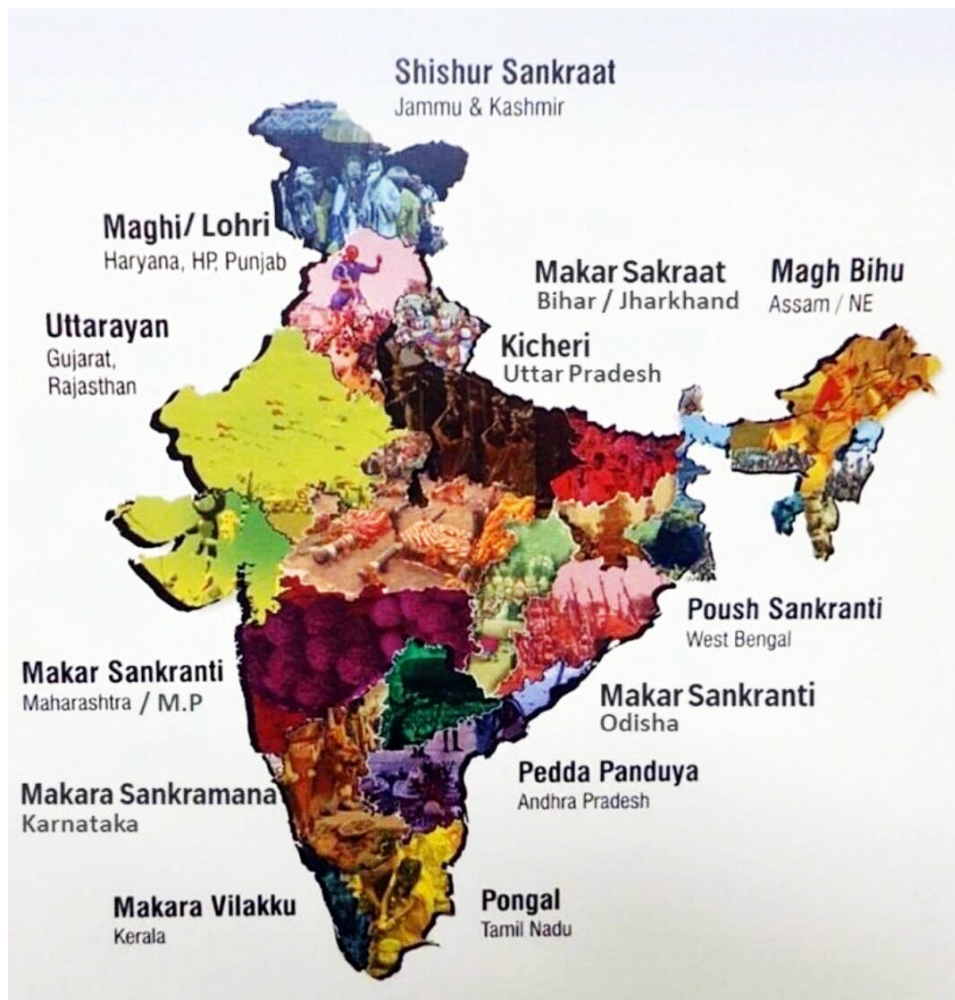 Shishur Sankraat
Jammu & Kashmir
Maghi/ Lohri
Haryana, HP, Punjab
Makar Sakraat
Bihar / Jharkhand
Magh Bihu
Assam / NE
Uttarayan
Gujarat,
Rajasthan
Kicheri
Uttar Pradesh
Poush Sankranti
West Bengal
Makar Sankranti
Maharashtra / M.P
Makar Sankranti
Odisha
Pedda Panduya
Andhra Pradesh
Makara Sankramana
Karnataka
Makara Vilakku
Kerala
Pongal
Tamil Nadu